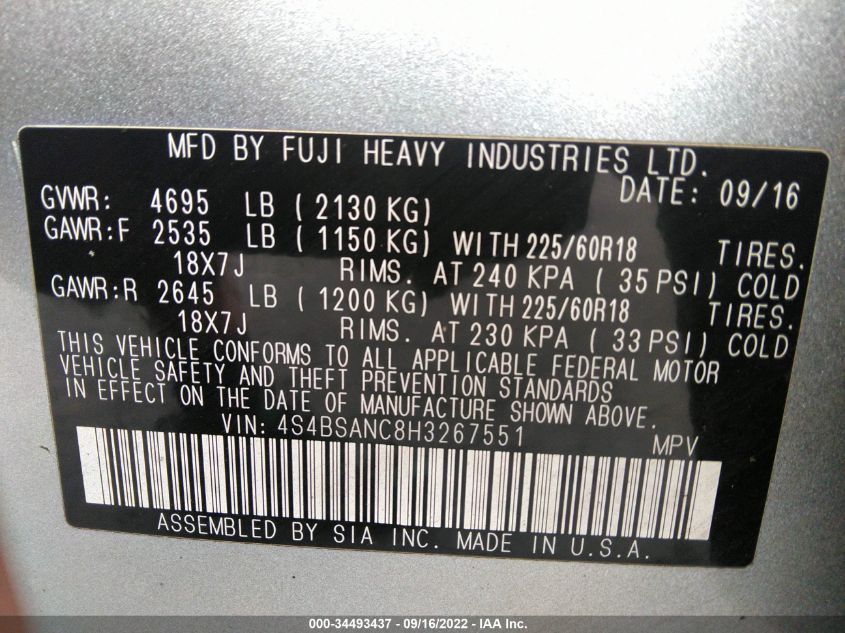 MFD BY FUJI HEAVY INDUSTRIES LTD.
DATE: 09/16
GVWR: 4695 LB ( 2130 KG)
GAWR:F 2535 LB ( 1150 KG) WITH 225/60R18 TIRES.
18X7J RIMS. AT 240 KPA ( 35 PSI) COLD
GAWR:R 2645 LB ( 1200 KG) WITH 225/60R18 TIRES.
18X7J RIMS. AT 230 KPA ( 33 PSI) COLD
THIS VEHICLE CONFORMS TO ALL APPLICABLE FEDERAL MOTOR
VEHICLE SAFETY AND THEFT PREVENTION STANDARDS
IN EFFECT ON THE DATE OF MANUFACTURE SHOWN ABOVE.
VIN: 4S4BSANC8H3267551 MPV
ASSEMBLED BY SIA INC. MADE IN U.S.A.
000-34493437 - 09/16/2022 - IAA Inc.